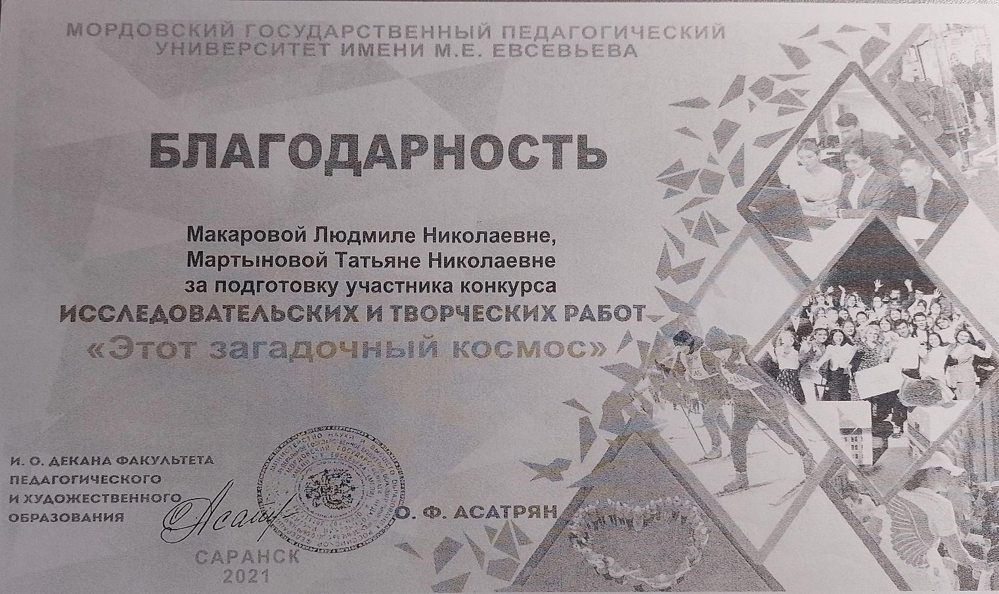 МОРДОВСКИЙ ГОСУДАРСТВЕННЫЙ ПЕДАГОГИЧЕСКИЙ
УНИВЕРСИТЕТ ИМЕНИ М.Е. ЕВСЕВЬЕВА
БЛАГОДАРНОСТЬ
Макаровой Людмиле Николаевне,
Мартыновой Татьяне Николаевне
за подготовку участника конкурса
ИССЛЕДОВАТЕЛЬСКИХ И ТВОРЧЕСКИХ РАБОТ
«Этот загадочный космос»
И. О. ДЕКАНА ФАКУЛЬТЕТА
ПЕДАГОГИЧЕСКОГО
И ХУДОЖЕСТВЕННОГО
ОБРАЗОВАНИЯ
О. Ф. АСАТРЯН
САРАНСК
2021